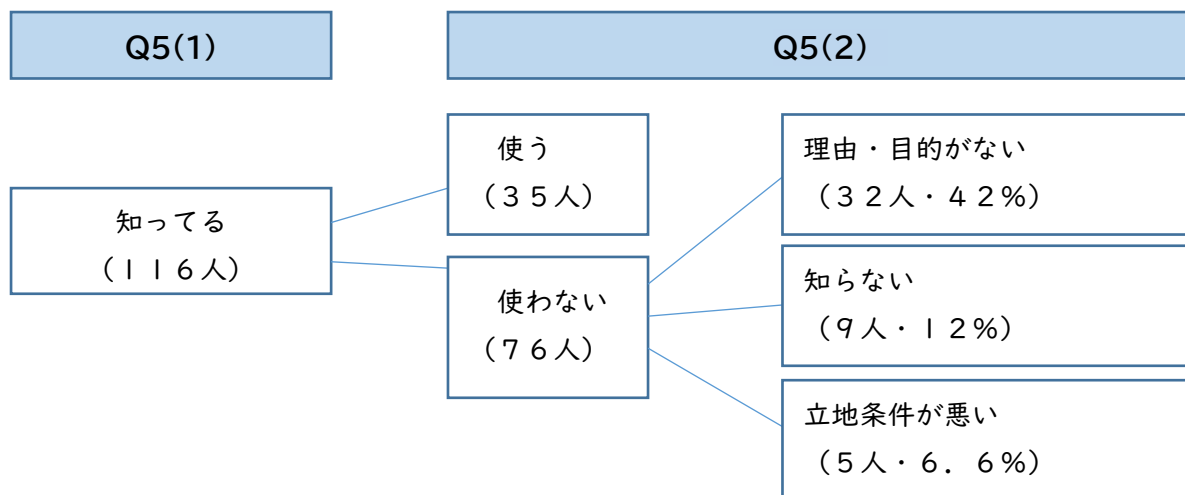 Q5(1)
Q5(2)
知ってる
(116人)
使う
(35人)
使わない
(76人)
理由・目的がない
(32人・42%)
知らない
(9人・12%)
立地条件が悪い
(5人・6.6%)